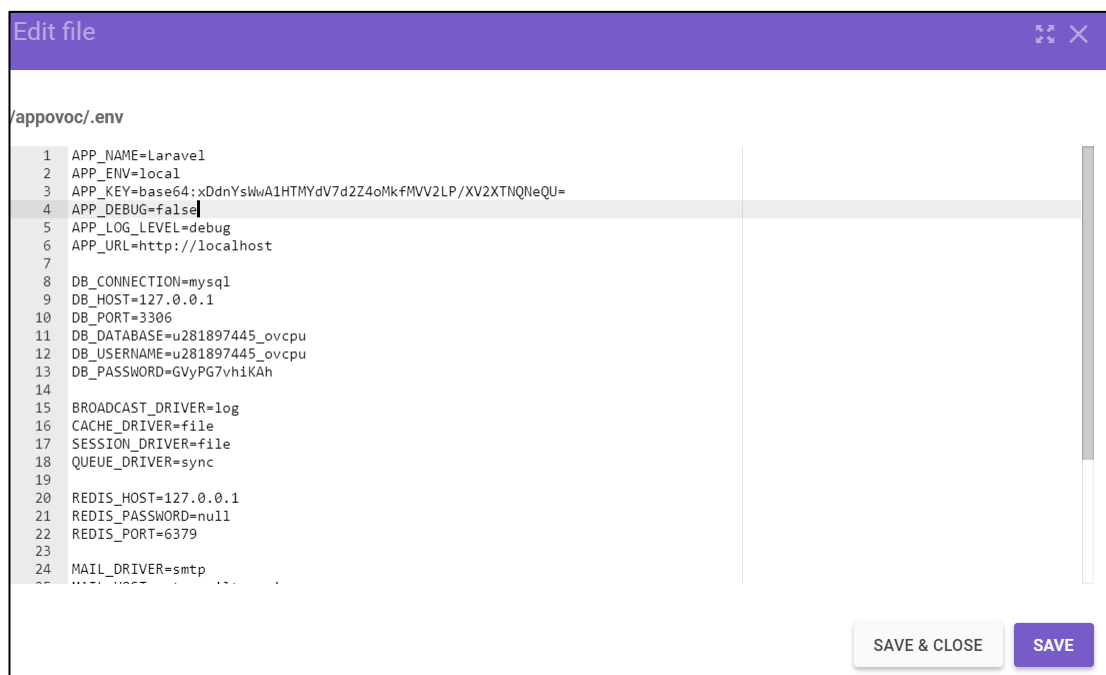 Edit file
/appovoc/.env
1 APP_NAME=Laravel
2 APP_ENV=local
3 APP_KEY=base64:xDdnYsWwA1HTMYdV7d2Z4oMkfMVV2LP/XV2XTNQNeQU=
4 APP_DEBUG=false
5 APP_LOG_LEVEL=debug
6 APP_URL=http://localhost
7
8 DB_CONNECTION=mysql
9 DB_HOST=127.0.0.1
10 DB_PORT=3306
11 DB_DATABASE=u281897445_ovcpu
12 DB_USERNAME=u281897445_ovcpu
13 DB_PASSWORD=GVyPG7vhiKAh
14
15 BROADCAST_DRIVER=log
16 CACHE_DRIVER=file
17 SESSION_DRIVER=file
18 QUEUE_DRIVER=sync
19
20 REDIS_HOST=127.0.0.1
21 REDIS_PASSWORD=null
22 REDIS_PORT=6379
23
24 MAIL_DRIVER=smtp
SAVE & CLOSE SAVE